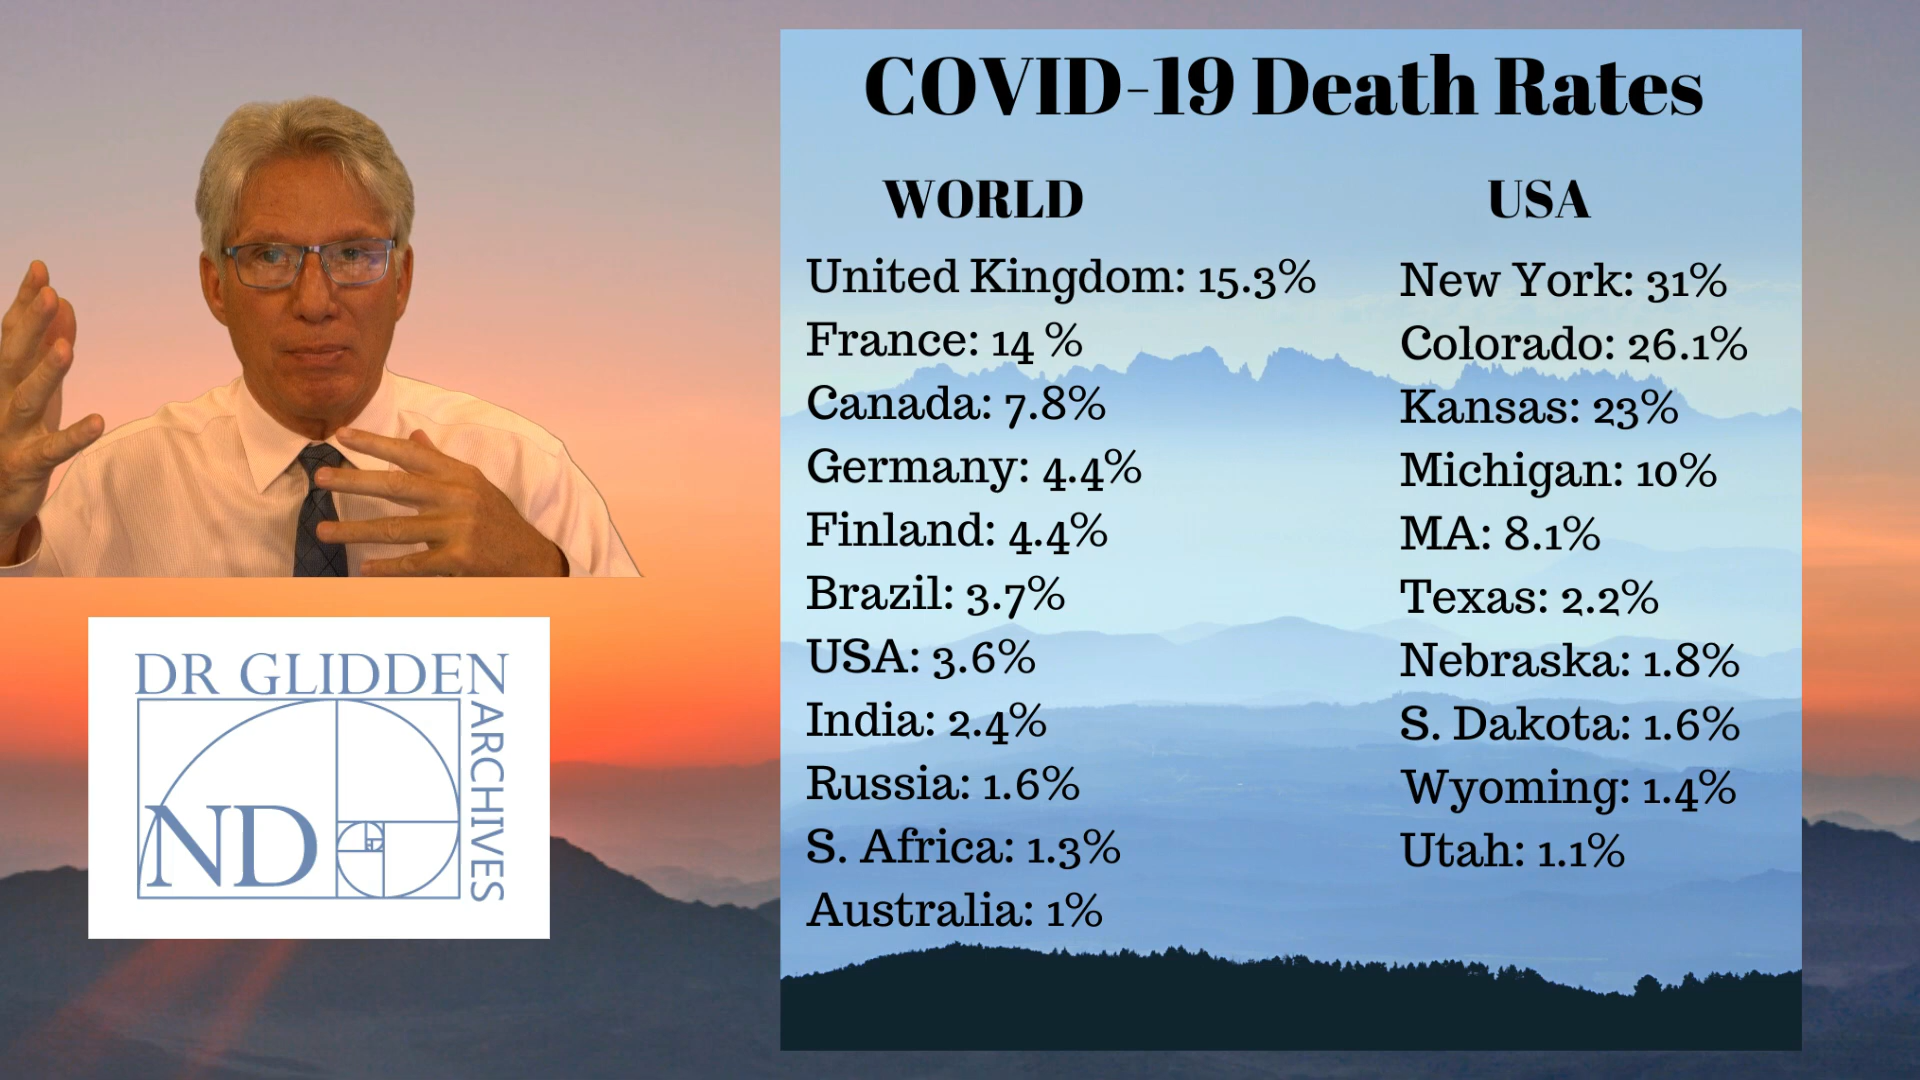 COVID-19 Death Rates
WORLD
United Kingdom: 15.3%
France: 14 %
Canada: 7.8%
Germany: 4.4%
Finland: 4.4%
Brazil: 3.7%
USA: 3.6%
India: 2.4%
Russia: 1.6%
S. Africa: 1.3%
Australia: 1%
USA
New York: 31%
Colorado: 26.1%
Kansas: 23%
Michigan: 10%
MA: 8.1%
Texas: 2.2%
Nebraska: 1.8%
S. Dakota: 1.6%
Wyoming: 1.4%
Utah: 1.1%
DR GLIDDEN
ARCHIVES
ND